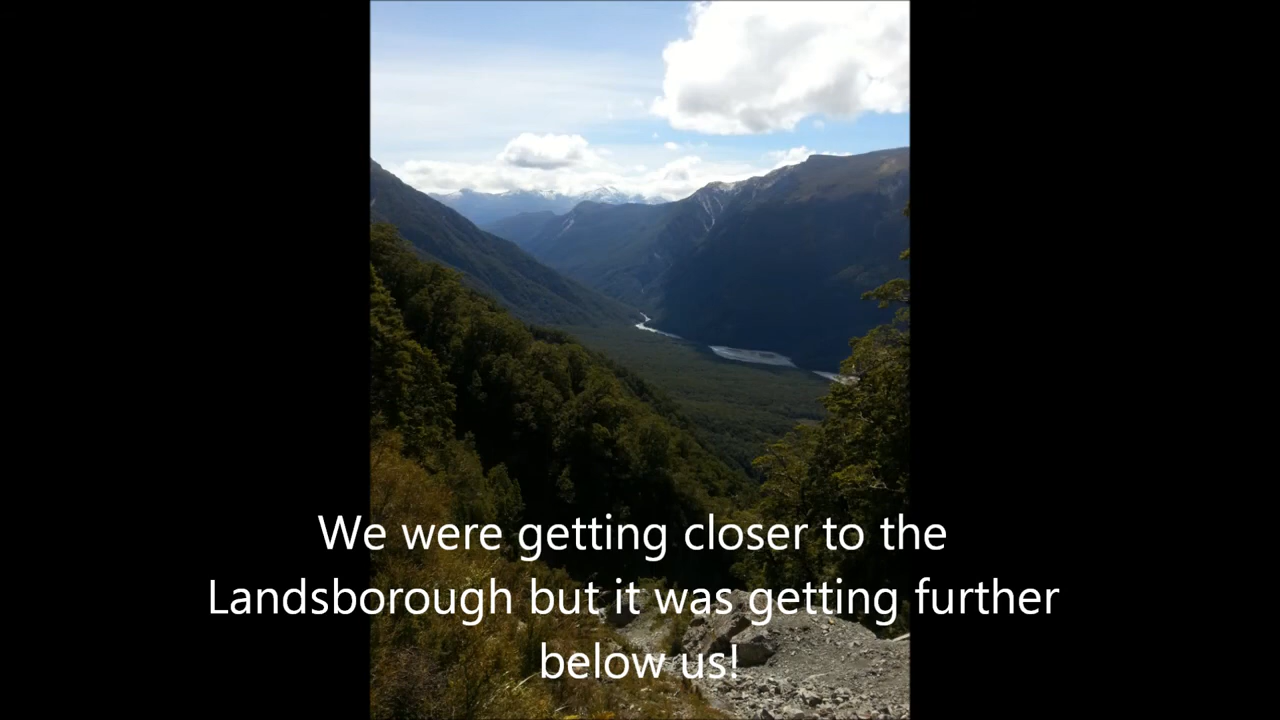 We were getting closer to the
Landsborough but it was getting further
below us!